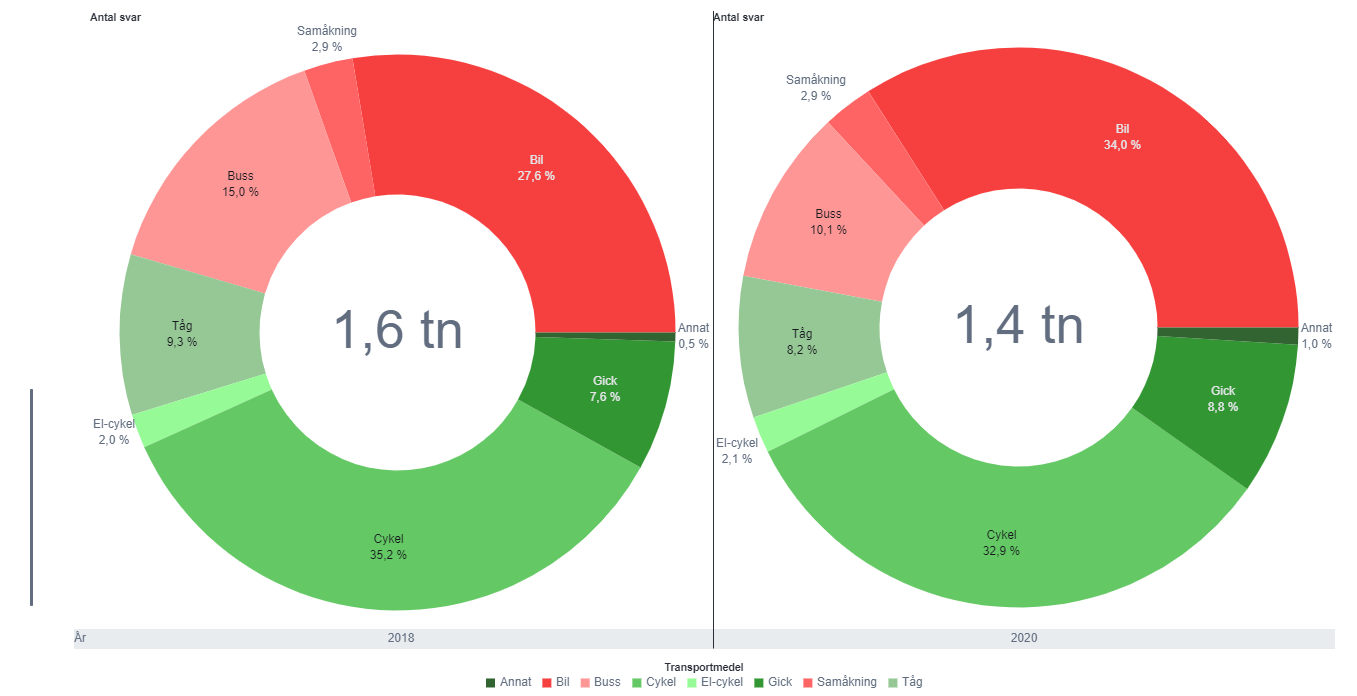 Antal svar
Samåkning
2,9 %
Bil
27,6 %
Buss
15,0 %
Tåg
9,3 %
1,6 tn
Annat
0,5 %
Gick
7,6 %
El-cykel
2,0 %
Cykel
35,2 %
Antal svar
Samåkning
2,9 %
Bil
34,0 %
Buss
10,1 %
Tåg
8,2 %
1,4 tn
Annat
1,0 %
Gick
8,8 %
El-cykel
2,1 %
Cykel
32,9 %
År 2018 2020
Transportmedel
Annat Bil Buss Cykel El-cykel Gick Samåkning Tåg